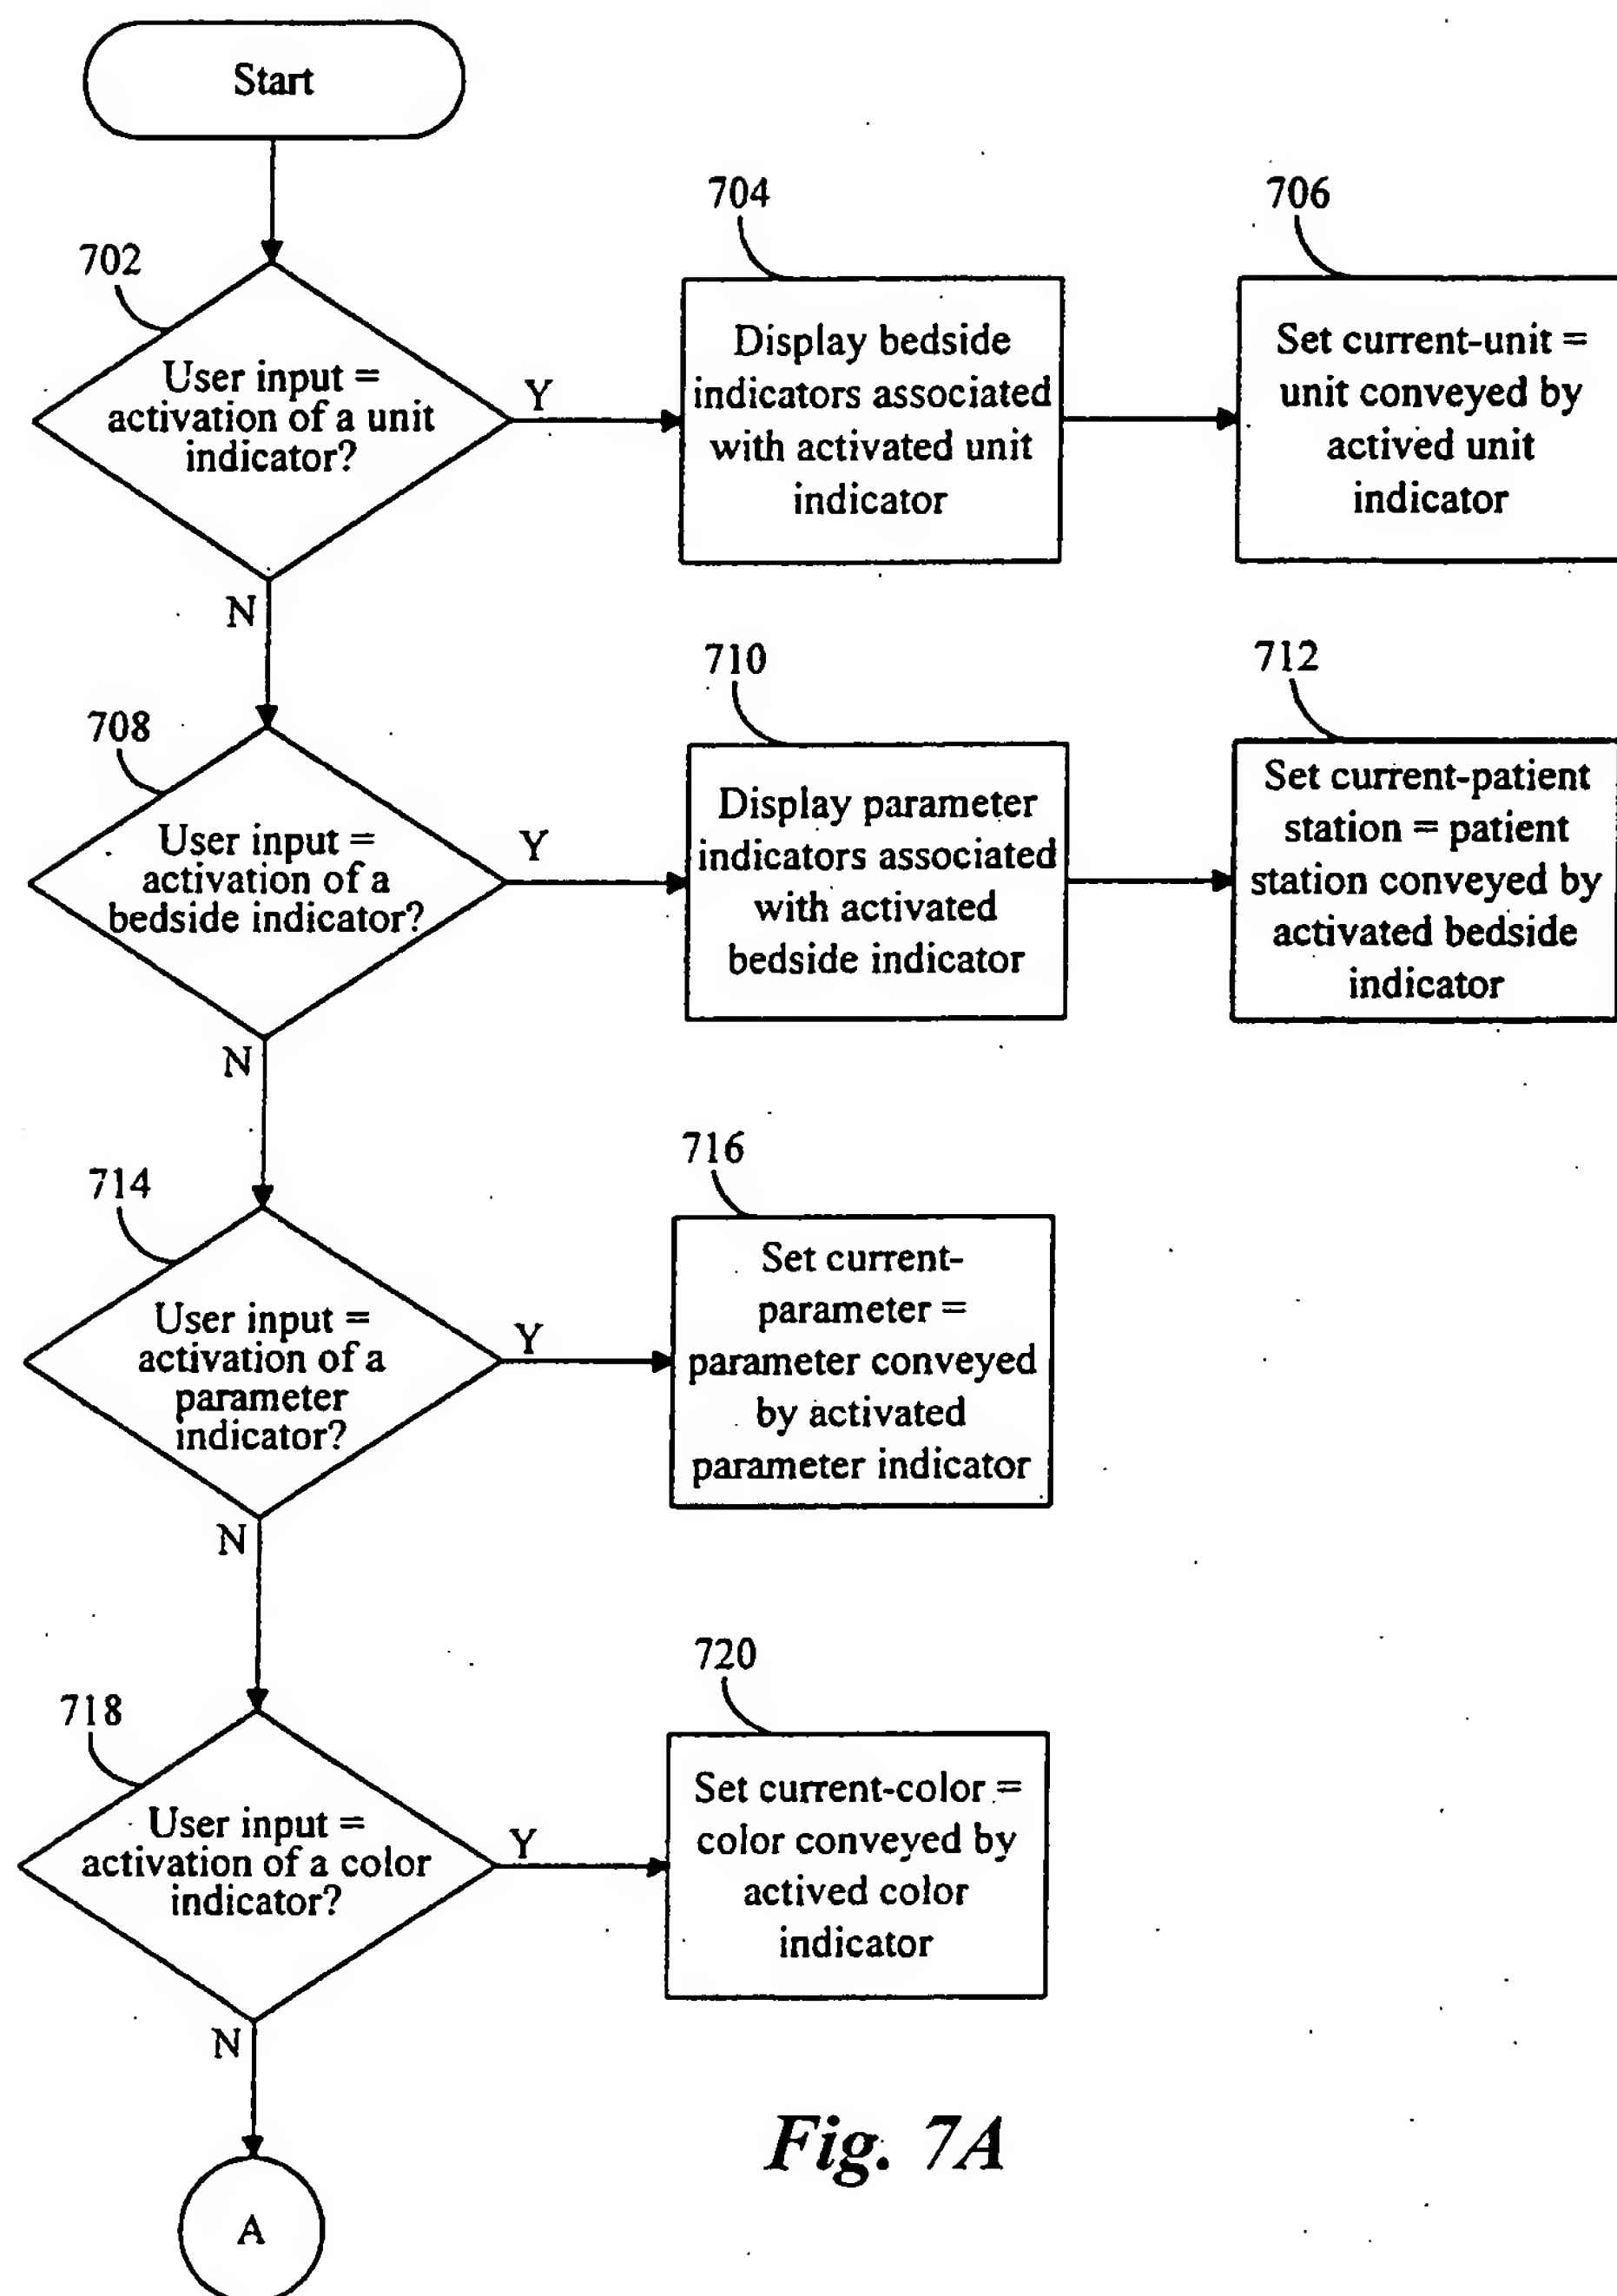 Start
702
User input =
activation of a unit
indicator?
Y
N
704
Display bedside
indicators associated
with activated unit
indicator
706
Set current-unit =
unit conveyed by
actived unit
indicator
708
User input =
activation of a
bedside indicator?
Y
N
710
Display parameter
indicators associated
with activated
bedside indicator
712
Set current-patient
station = patient
station conveyed by
activated bedside
indicator
714
User input =
activation of a
parameter
indicator?
Y
N
716
Set current-
parameter =
parameter conveyed
by activated
parameter indicator
718
User input =
activation of a color
indicator?
Y
N
720
Set current-color =
color conveyed by
actived color
indicator
A
Fig. 7A